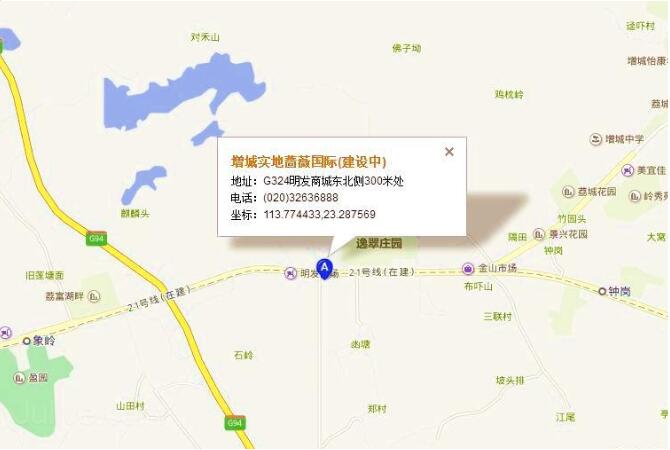 逕吓村
对禾山
佛子坳
增城怡康
鸡枕岭
荔城
增城中学
增城实地蔷薇国际(建设中)
地址：G324明发商城东北侧300米处
电话：(020)32636888
坐标：113.774433,23.287569
美宜佳
荔城花园
岭秀苑
麒麟头
竹园头
G94
逸翠庄园
隔田
景兴花园
大窝
钟岗
旧莲塘面
A
明发
场
21号线(在建)
金山市场
荔富湖畔
21号线(在建)
布吓山
钟岗
三联村
象岭
函塘
石岭
盈园
坡头排
山田村
郑村
江尾
G94